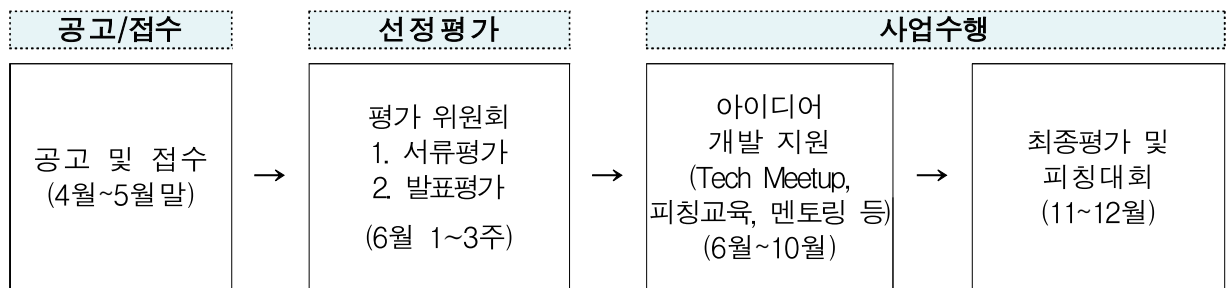 공고/접수
선정평가
사업수행
공고 및 접수
(4월~5월말)
→
평가 위원회
1. 서류평가
2. 발표평가
(6월 1~3주)
→
아이디어
개발 지원
(Tech Meetup,
피칭교육, 멘토링 등)
(6월~10월)
→
최종평가 및
피칭대회
(11~12월)